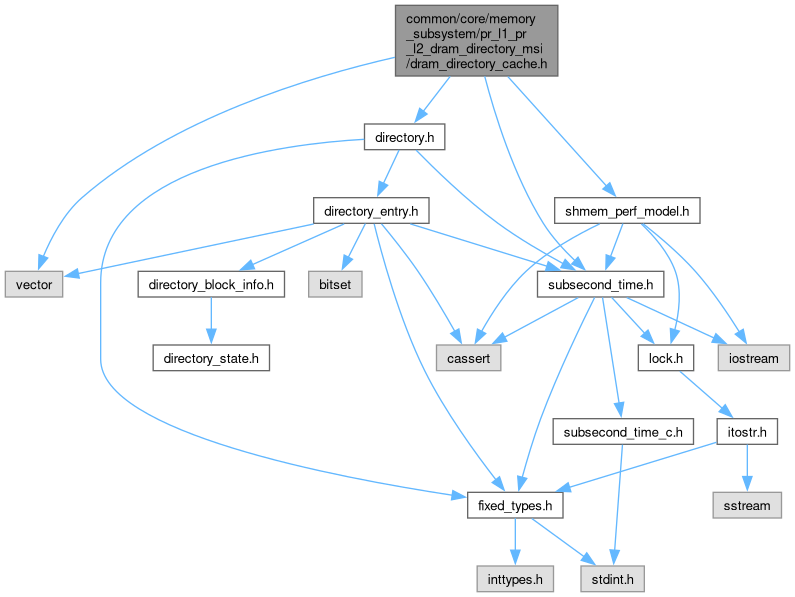 common/core/memory
_subsystem/pr_l1_pr
_l2_dram_directory_msi
/dram_directory_cache.h
directory.h
directory_entry.h
shmem_perf_model.h
vector
directory_block_info.h
bitset
subsecond_time.h
directory_state.h
cassert
lock.h
iostream
subsecond_time_c.h
itostr.h
fixed_types.h
sstream
inttypes.h
stdint.h